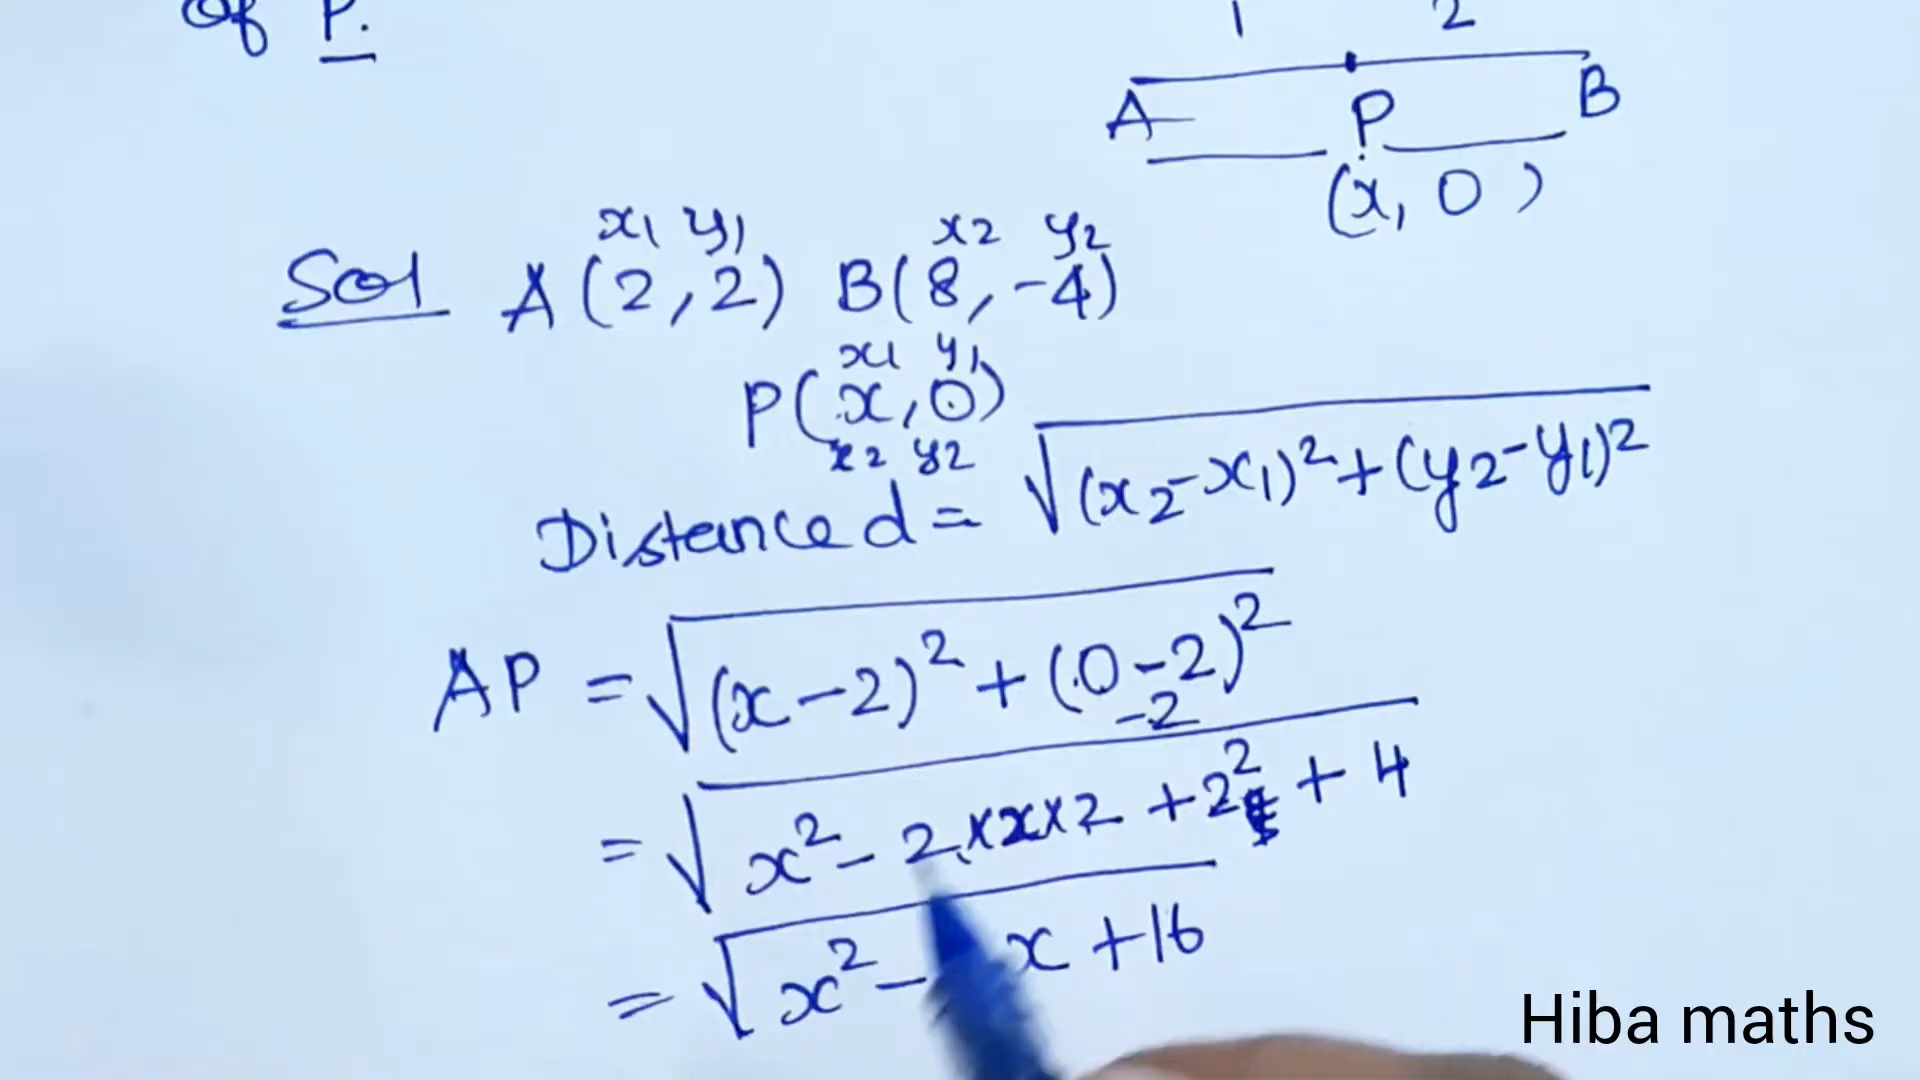 of P.
1 2
A P B
(x, 0)
x1 y1 x2 y2
Sol A(2,2) B(8,-4)
x1 y1
P(x,0)
x2 y2
Distance d = √(x2-x1)²+(y2-y1)²
AP = √(x-2)²+(0-2)²
-2
= √x²-2×x×2+2²+4
= √x²- x+16
Hiba maths